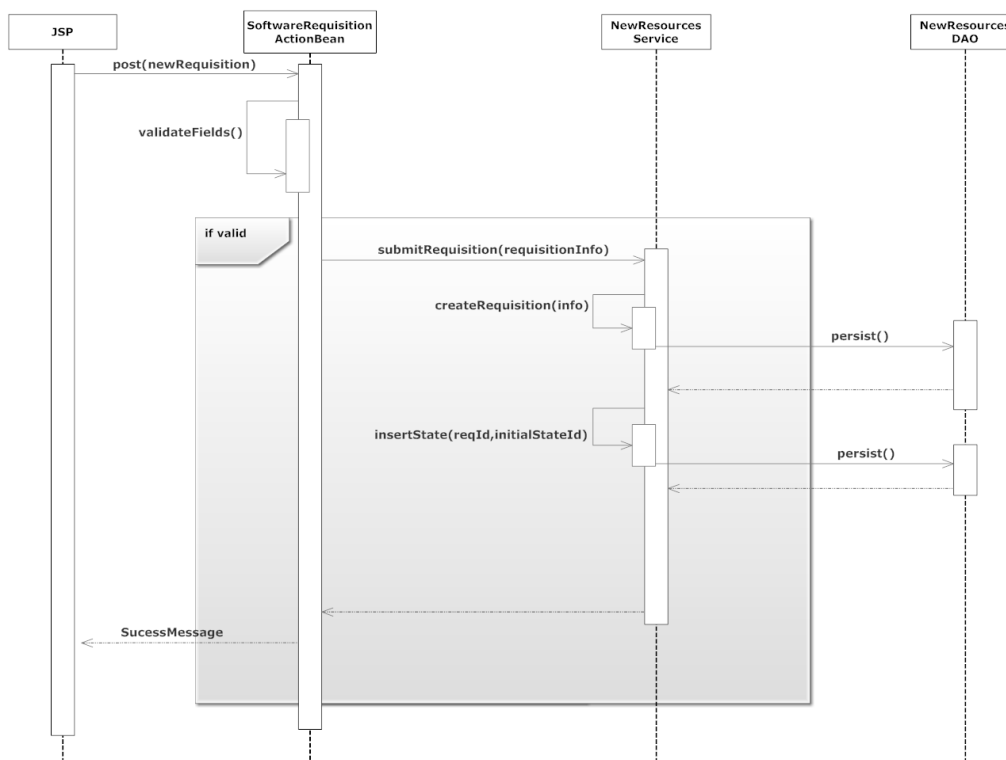 JSP
SoftwareRequisition
ActionBean
NewResources
Service
NewResources
DAO
post(newRequisition)
validateFields()
if valid
submitRequisition(requisitionInfo)
createRequisition(info)
persist()
insertState(reqId,initialStateId)
persist()
SucessMessage